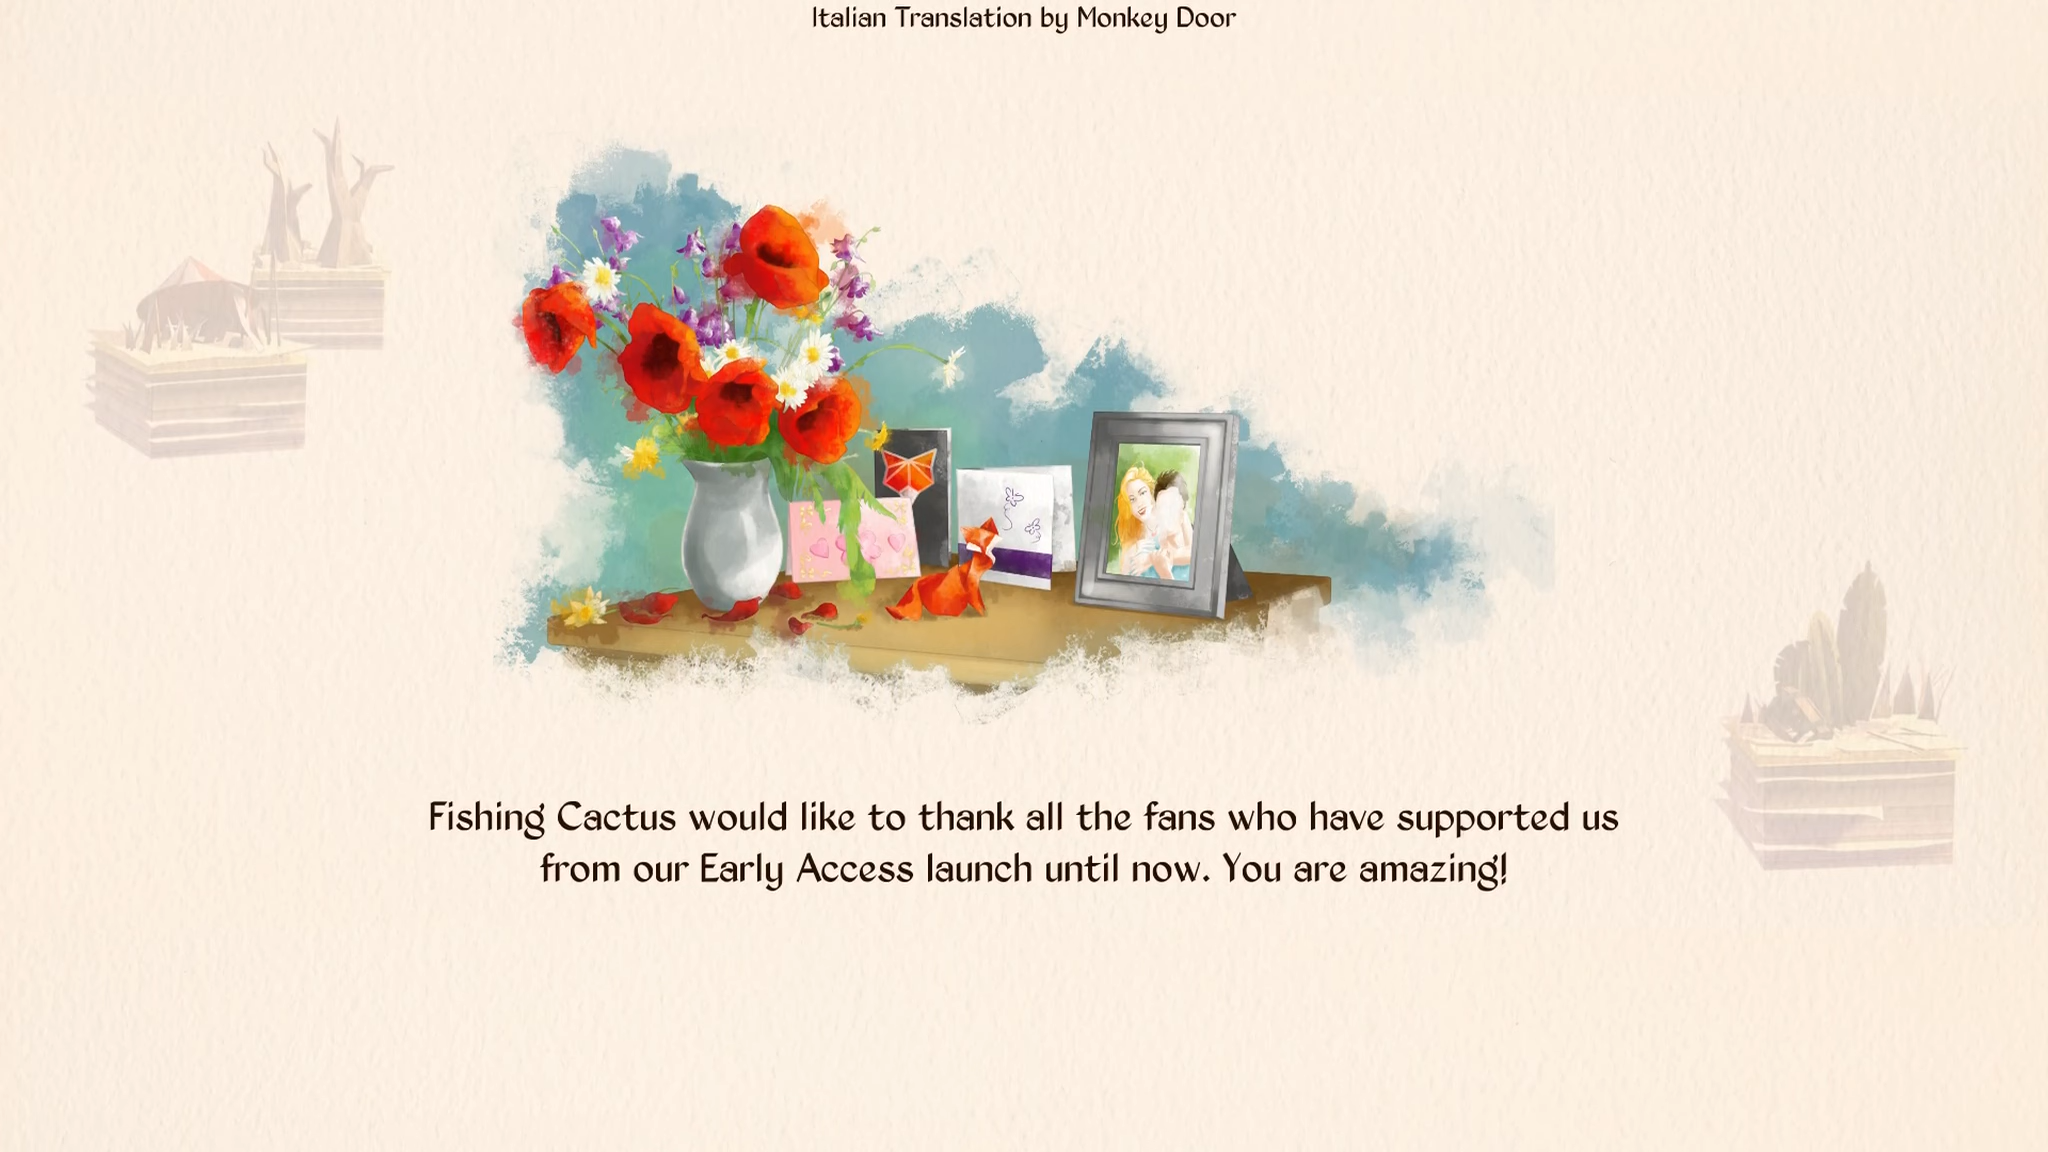 Italian Translation by Monkey Door
Fishing Cactus would like to thank all the fans who have supported us
from our Early Access launch until now. You are amazing!